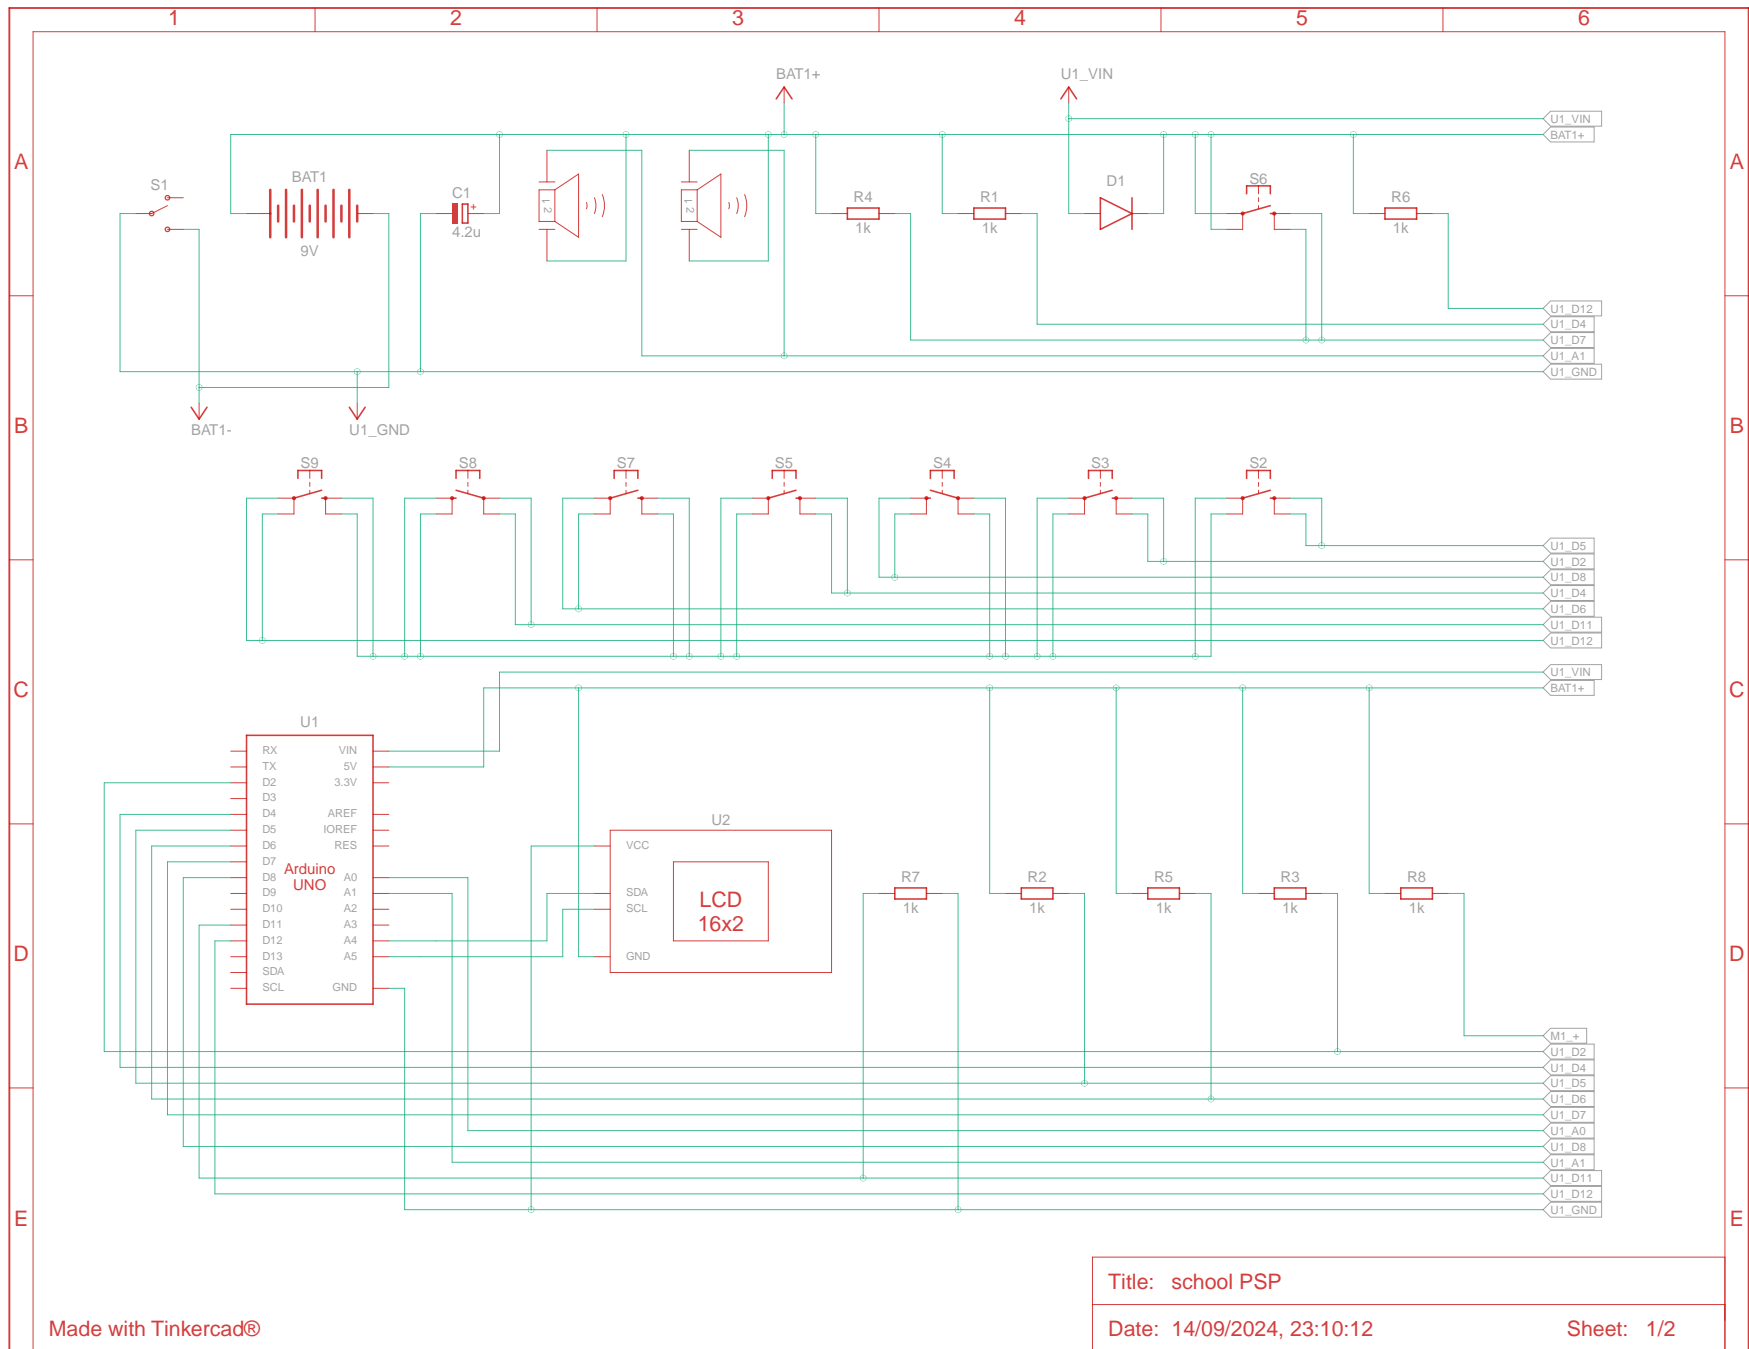 1 2 3 4 5 6
BAT1+ U1_VIN
U1_VIN
BAT1+
A A
S1 BAT1 C1 R4 R1 D1 S6 R6
+
L 2 L 2
9V 4.2u 1k 1k 1k
U1_D12
U1_D4
U1_D7
U1_A1
U1_GND
B B
BAT1- U1_GND
S9 S8 S7 S5 S4 S3 S2
U1_D5
U1_D2
U1_D8
U1_D4
U1_D6
U1_D11
U1_D12
U1_VIN
C C
BAT1+
U1
RX VIN
TX 5V
D2 3.3V
D3
D4 AREF
D5 IOREF
D6 RES
D7
Arduino
UNO
D8 A0
D9 A1
D10 A2
D11 A3
D12 A4
D13 A5
SDA
SCL GND
U2
VCC
SDA
SCL
GND
LCD
16x2
R7 R2 R5 R3 R8
1k 1k 1k 1k 1k
D D
M1_+
U1_D2
U1_D4
U1_D5
U1_D6
U1_D7
U1_A0
U1_D8
U1_A1
U1_D11
U1_D12
U1_GND
E E
Title: school PSP
Made with Tinkercad®
Date: 14/09/2024, 23:10:12 Sheet: 1/2